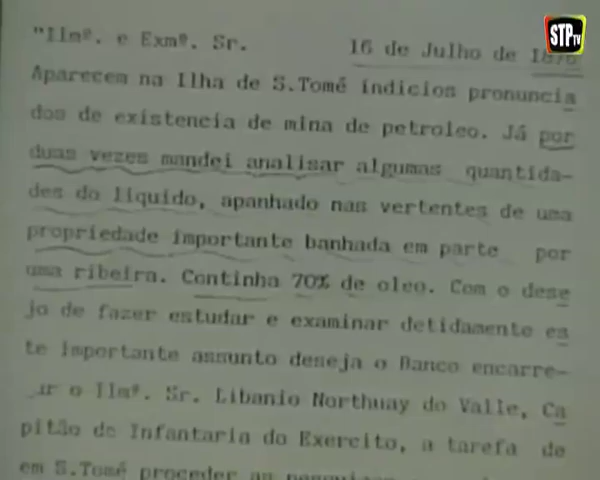 STPtv
"Ilmº. e Exmº. Sr. 16 de Julho de 1876
Aparecem na Ilha de S.Tomé indicios pronuncia
dos de existencia de mina de petroleo. Já por
duas vezes mandei analisar algumas quantida-
des do liquido, apanhado nas vertentes de uma
propriedade importante banhada em parte por
uma ribeira. Continha 70% de oleo. Com o dese
jo de fazer estudar e examinar detidamente es
te importante assunto deseja o Banco encarre-
o Ilmº. Sr. Libanio Northuay do Valle, Ca
pitão de Infantaria do Exercito, a tarefa de
em S.Tomé proceder as